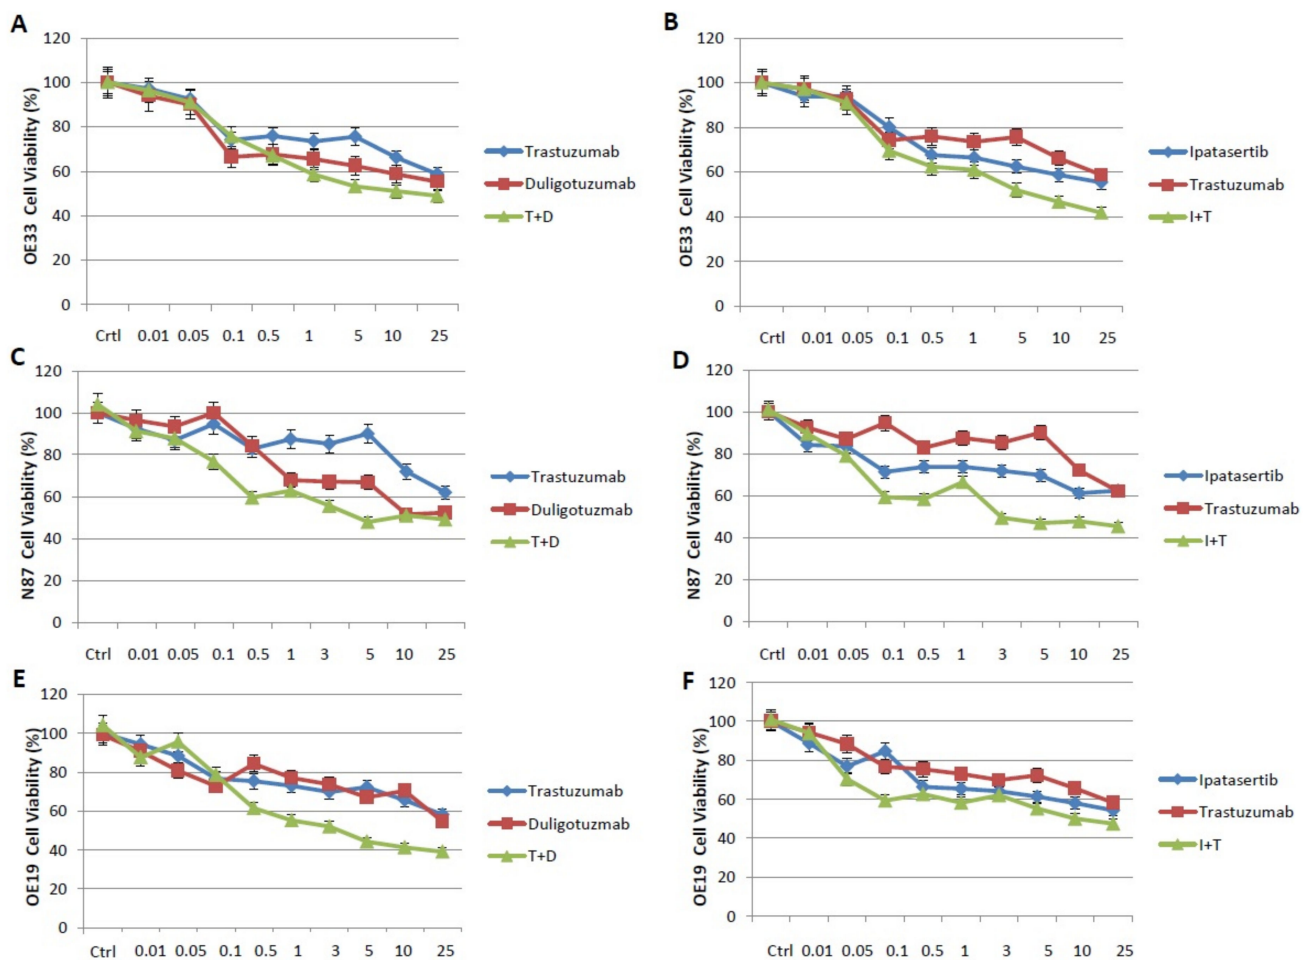 A
OE33 Cell Viability (%)
120
100
80
60
40
20
0
Crtl 0.01 0.05 0.1 0.5 1 5 10 25
Trastuzumab
Duligotuzumab
T+D
B
OE33 Cell Viability (%)
120
100
80
60
40
20
0
Crtl 0.01 0.05 0.1 0.5 1 5 10 25
Ipatasertib
Trastuzumab
I+T
C
N87 Cell Viability (%)
120
100
80
60
40
20
0
Ctrl 0.01 0.05 0.1 0.5 1 3 5 10 25
Trastuzumab
Duligotuzmab
T+D
D
N87 Cell Viability (%)
120
100
80
60
40
20
0
Crtl 0.01 0.05 0.1 0.5 1 3 5 10 25
Ipatasertib
Trastuzumab
I+T
E
OE19 Cell Viability (%)
120
100
80
60
40
20
0
Ctrl 0.01 0.05 0.1 0.5 1 3 5 10 25
Trastuzumab
Duligotuzmab
T+D
F
OE19 Cell Viability (%)
120
100
80
60
40
20
0
Ctrl 0.01 0.05 0.1 0.5 1 3 5 10 25
Ipatasertib
Trastuzumab
I+T